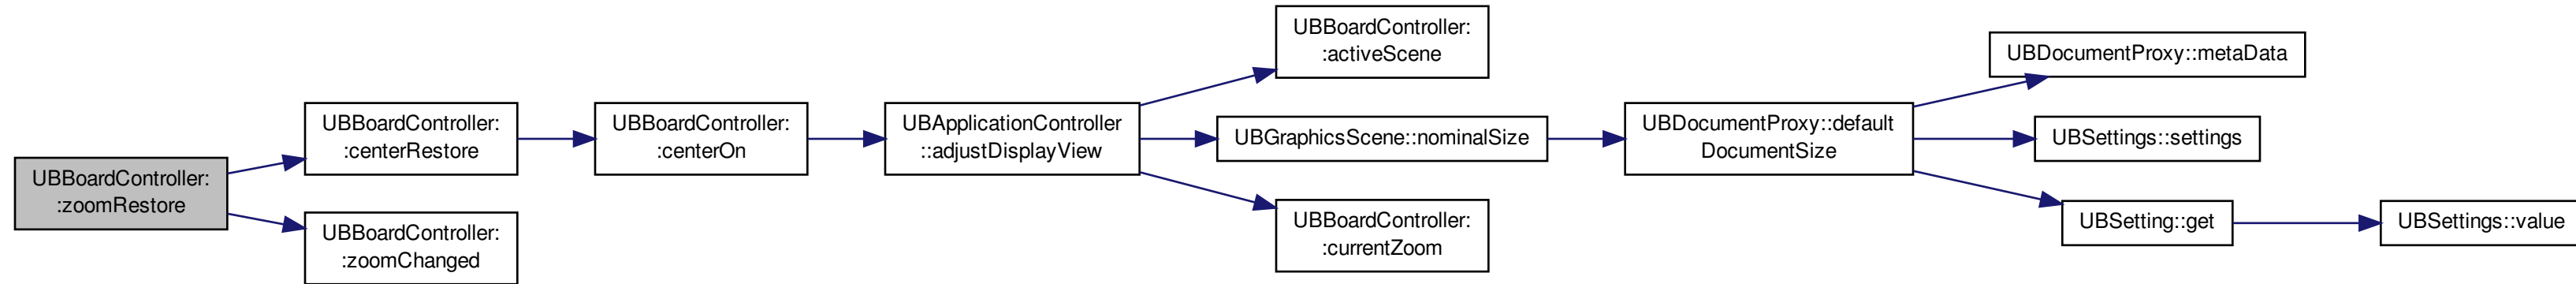 UBBoardController:
:zoomRestore
UBBoardController:
:centerRestore
UBBoardController:
:zoomChanged
UBBoardController:
:centerOn
UBApplicationController
::adjustDisplayView
UBBoardController:
:activeScene
UBGraphicsScene::nominalSize
UBBoardController:
:currentZoom
UBDocumentProxy::default
DocumentSize
UBDocumentProxy::metaData
UBSettings::settings
UBSetting::get
UBSettings::value